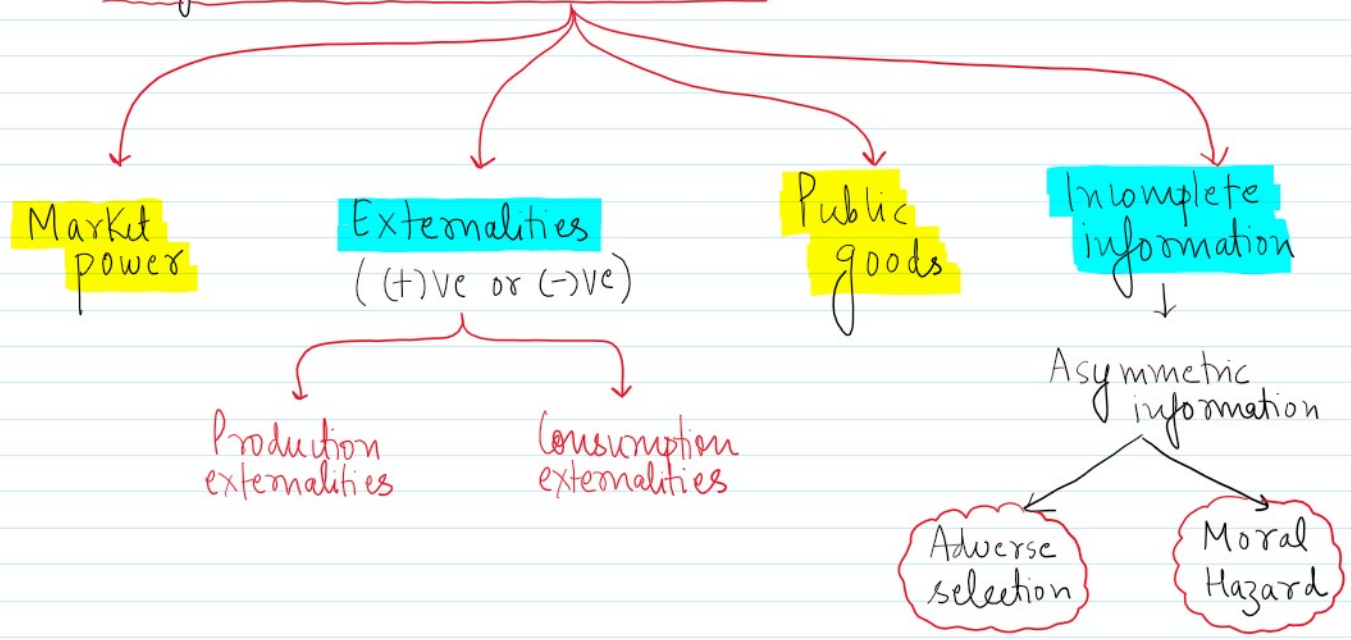 Market
power
Externalities
((+)ve or (-)ve)
Public
goods
Incomplete
information
Production
externalities
Consumption
externalities
Asymmetric
information
Adverse
selection
Moral
Hazard